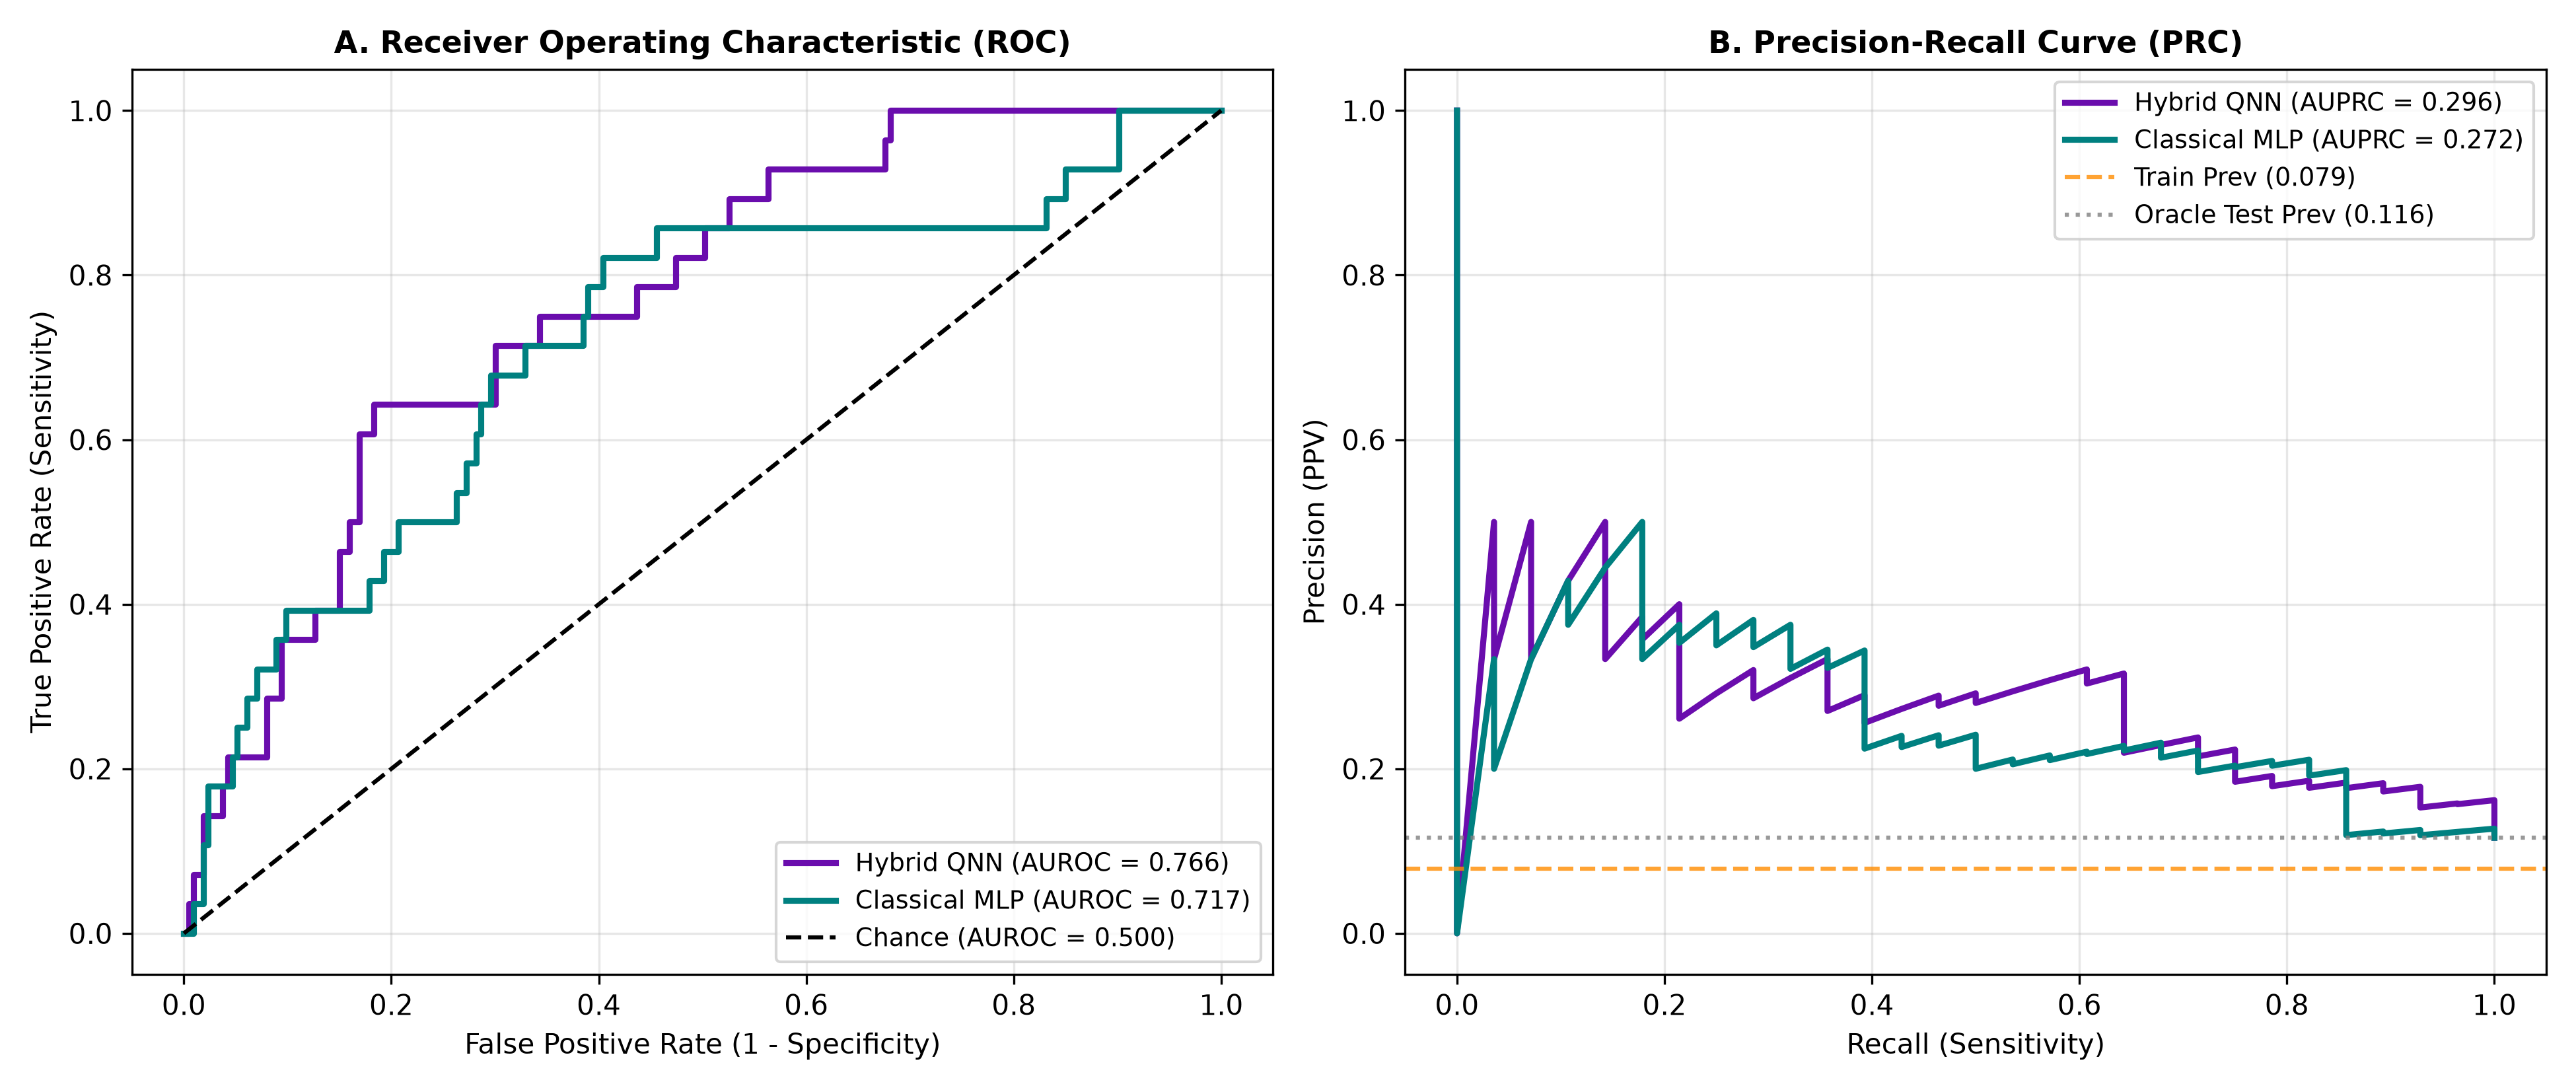 A. Receiver Operating Characteristic (ROC)
True Positive Rate (Sensitivity)
1.0
0.8
0.6
0.4
0.2
0.0
Hybrid QNN (AUROC = 0.766)
Classical MLP (AUROC = 0.717)
Chance (AUROC = 0.500)
0.0 0.2 0.4 0.6 0.8 1.0
False Positive Rate (1 - Specificity)
B. Precision-Recall Curve (PRC)
Precision (PPV)
1.0
0.8
0.6
0.4
0.2
0.0
Hybrid QNN (AUPRC = 0.296)
Classical MLP (AUPRC = 0.272)
Train Prev (0.079)
Oracle Test Prev (0.116)
0.0 0.2 0.4 0.6 0.8 1.0
Recall (Sensitivity)